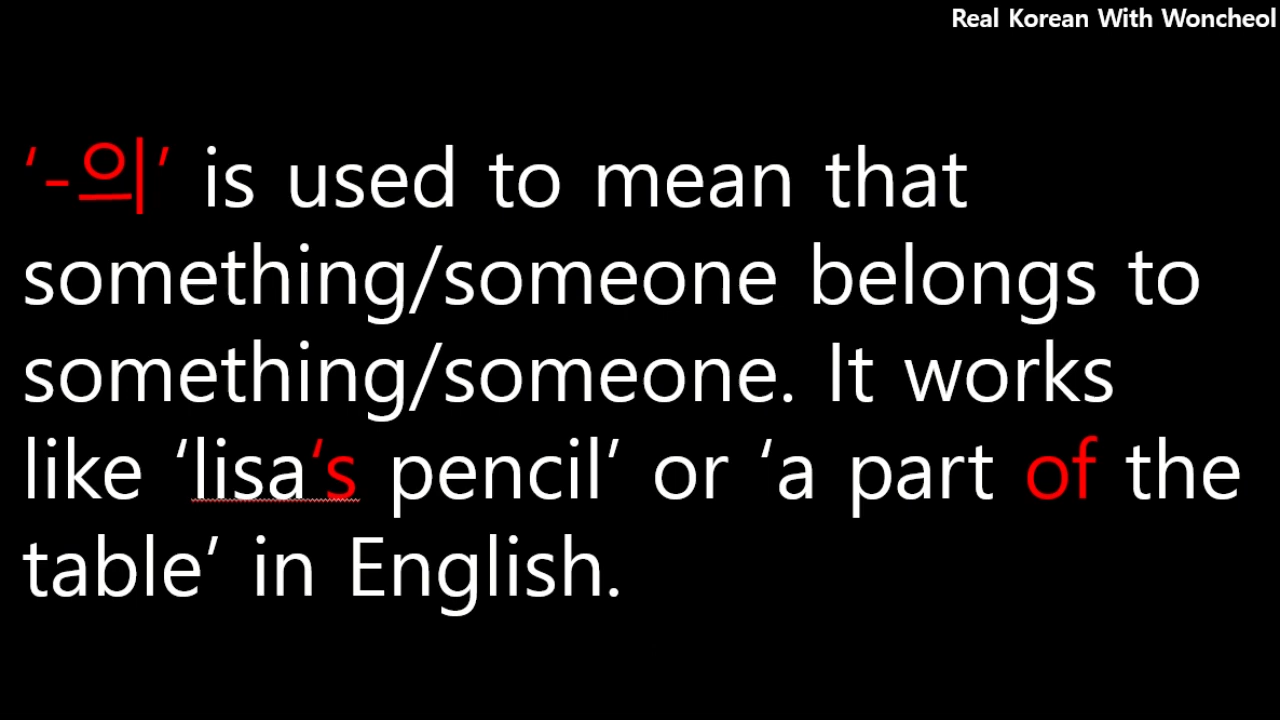 Real Korean With Woncheol
‘-의’ is used to mean that
something/someone belongs to
something/someone. It works
like ‘lisa‘s pencil’ or ‘a part of the
table’ in English.